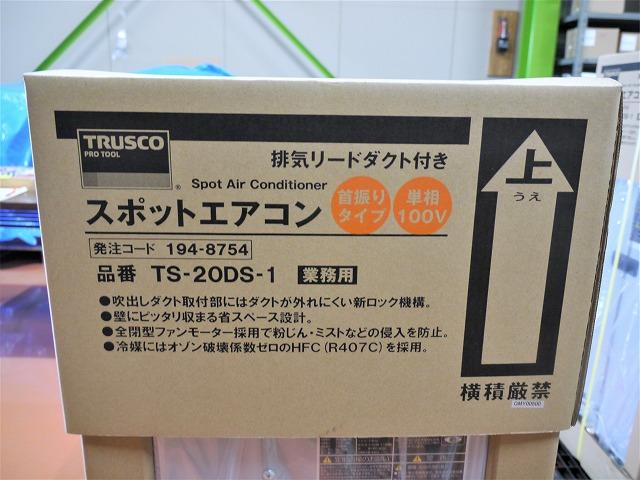 TRUSCO
PRO TOOL
®
排気リードダクト付き
Spot Air Conditioner
スポットエアコン
首振り
タイプ
単相
100V
発注コード 194-8754
品番 TS-20DS-1 業務用
●吹出しダクト取付部にはダクトが外れにくい新ロック機構。
●壁にピッタリ収まる省スペース設計。
●全閉型ファンモーター採用で粉じん・ミストなどの侵入を防止。
●冷媒にはオゾン破壊係数ゼロのHFC(R407C)を採用。
上
うえ
横積厳禁